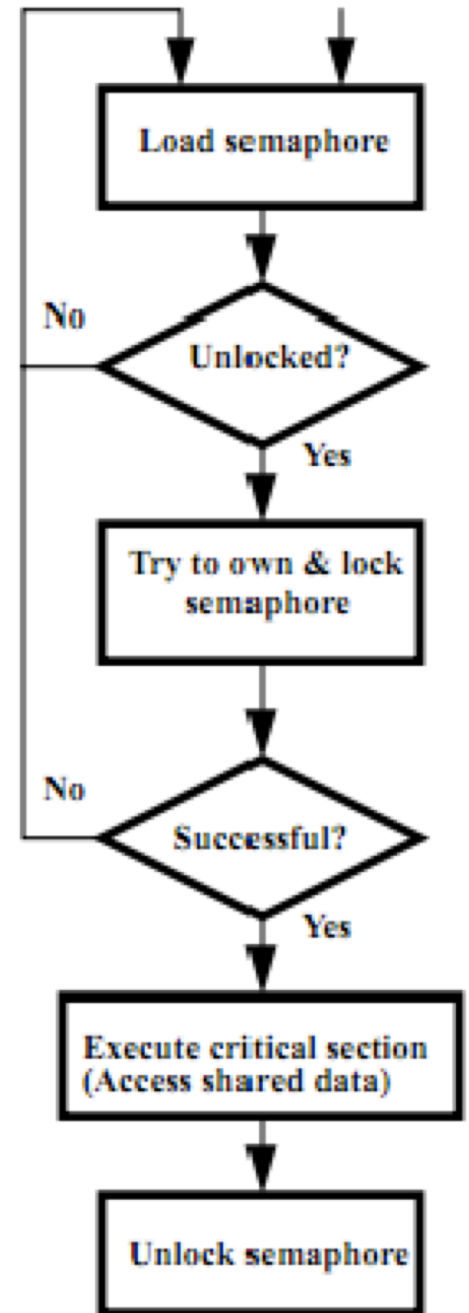 Load semaphore
No
Unlocked?
Yes
Try to own & lock
semaphore
No
Successful?
Yes
Execute critical section
(Access shared data)
Unlock semaphore